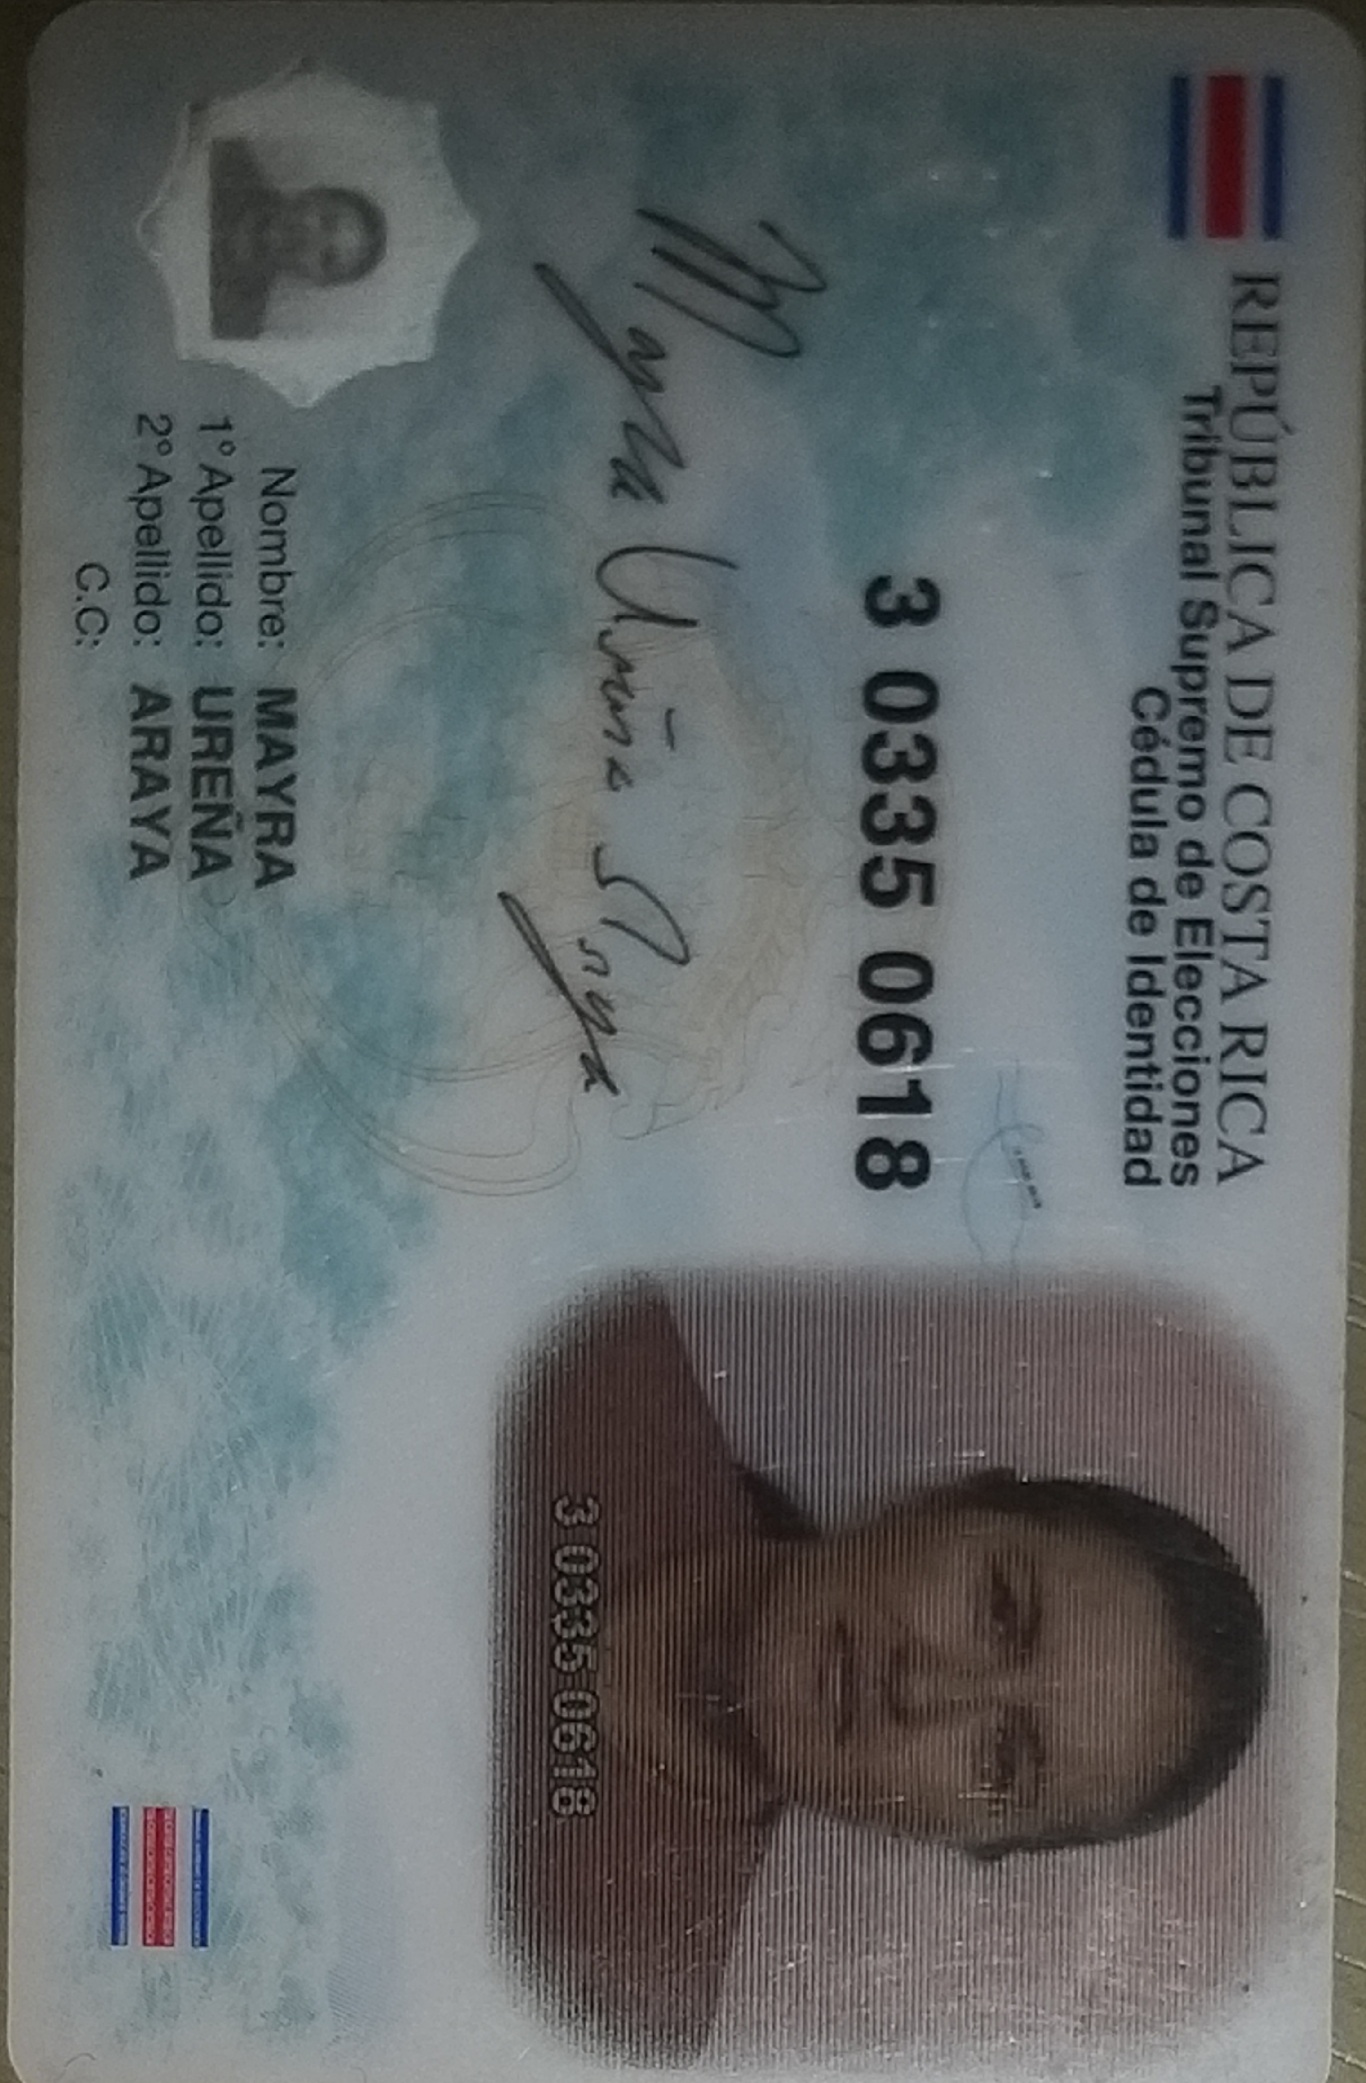 REPÚBLICA DE COSTA RICA
Tribunal Supremo de Elecciones
Cédula de Identidad
3 0335 0618
Mayra Ureña Araya
3 0335 0618
Nombre: MAYRA
1° Apellido: UREÑA
2° Apellido: ARAYA
C.C: